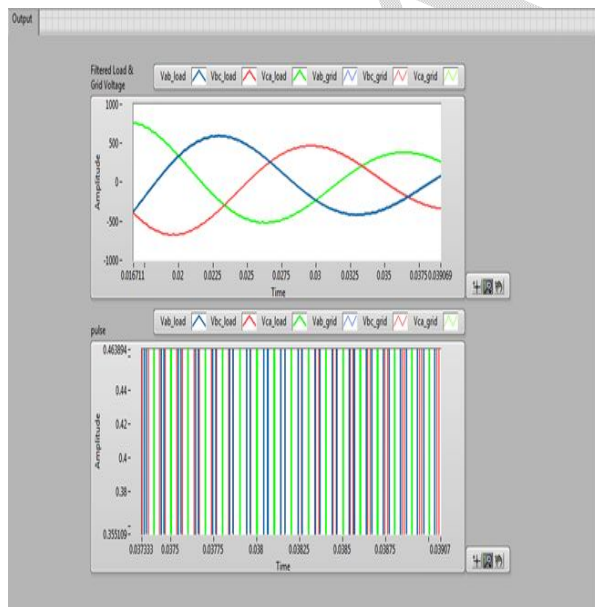 Output
Filtered Load &
Grid Voltage
Vab_load Vbc_load Vca_load Vab_grid Vbc_grid Vca_grid
1000
500
0
-500
-1000
Amplitude
0.016711 0.02 0.0225 0.025 0.0275 0.03 0.0325 0.035 0.0375 0.039069
Time
pulse
Vab_load Vbc_load Vca_load Vab_grid Vbc_grid Vca_grid
0.463894
0.44
0.42
0.4
0.38
0.355109
Amplitude
0.037333 0.0375 0.03775 0.038 0.03825 0.0385 0.03875 0.03907
Time